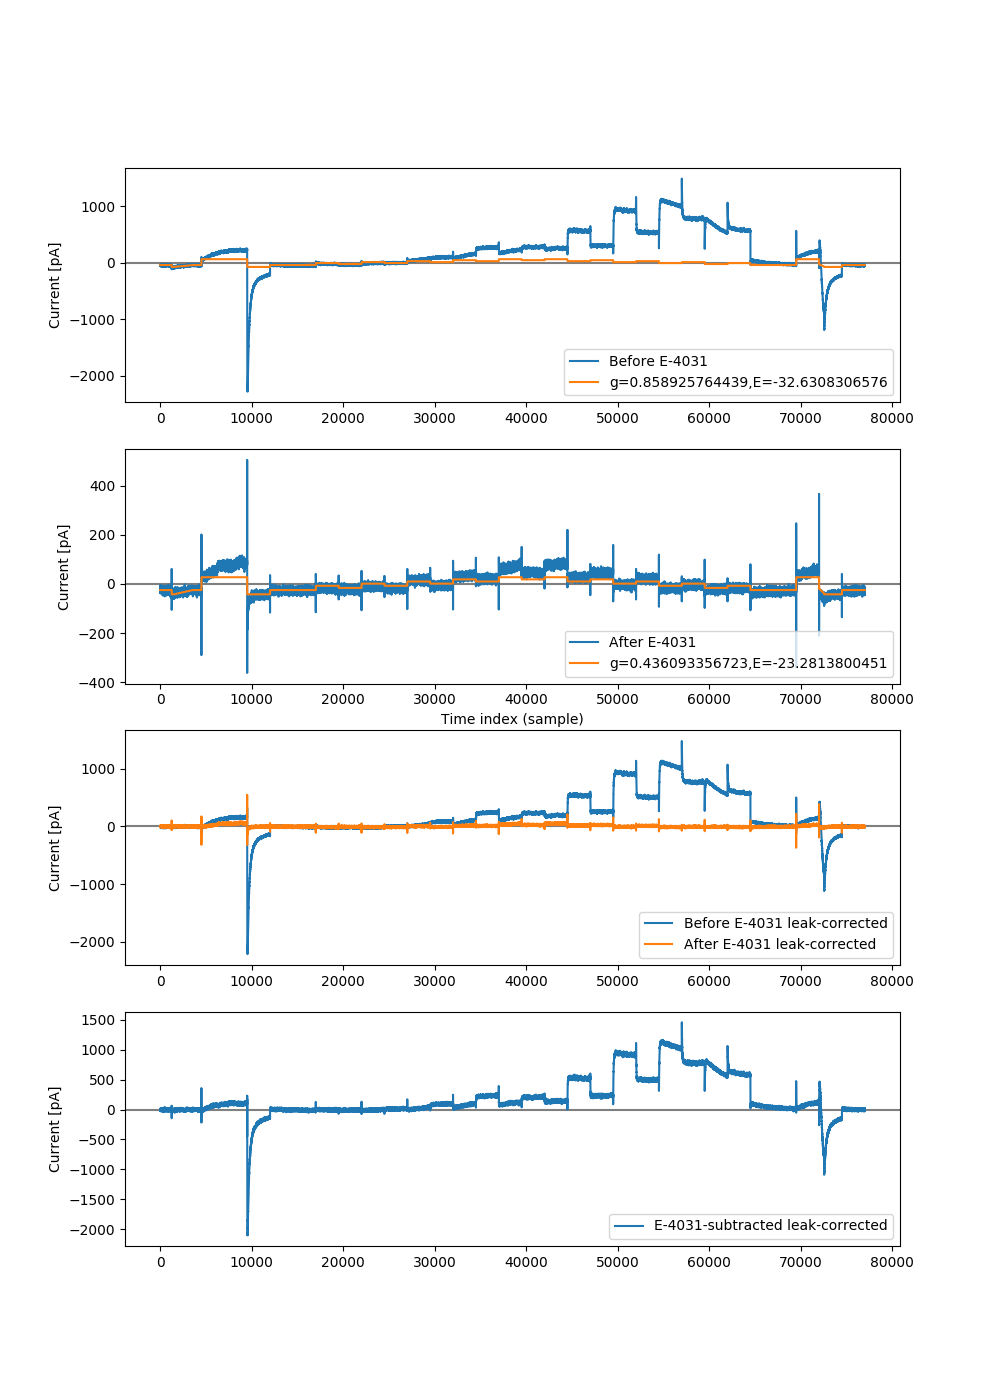 1000
0
−1000
−2000
Current [pA]
Before E-4031
g=0.858925764439,E=-32.6308306576
0 10000 20000 30000 40000 50000 60000 70000 80000
400
200
0
−200
−400
Current [pA]
After E-4031
g=0.436093356723,E=-23.2813800451
0 10000 20000 30000 40000 50000 60000 70000 80000
Time index (sample)
1000
0
−1000
−2000
Current [pA]
Before E-4031 leak-corrected
After E-4031 leak-corrected
0 10000 20000 30000 40000 50000 60000 70000 80000
1500
1000
500
0
−500
−1000
−1500
−2000
Current [pA]
E-4031-subtracted leak-corrected
0 10000 20000 30000 40000 50000 60000 70000 80000